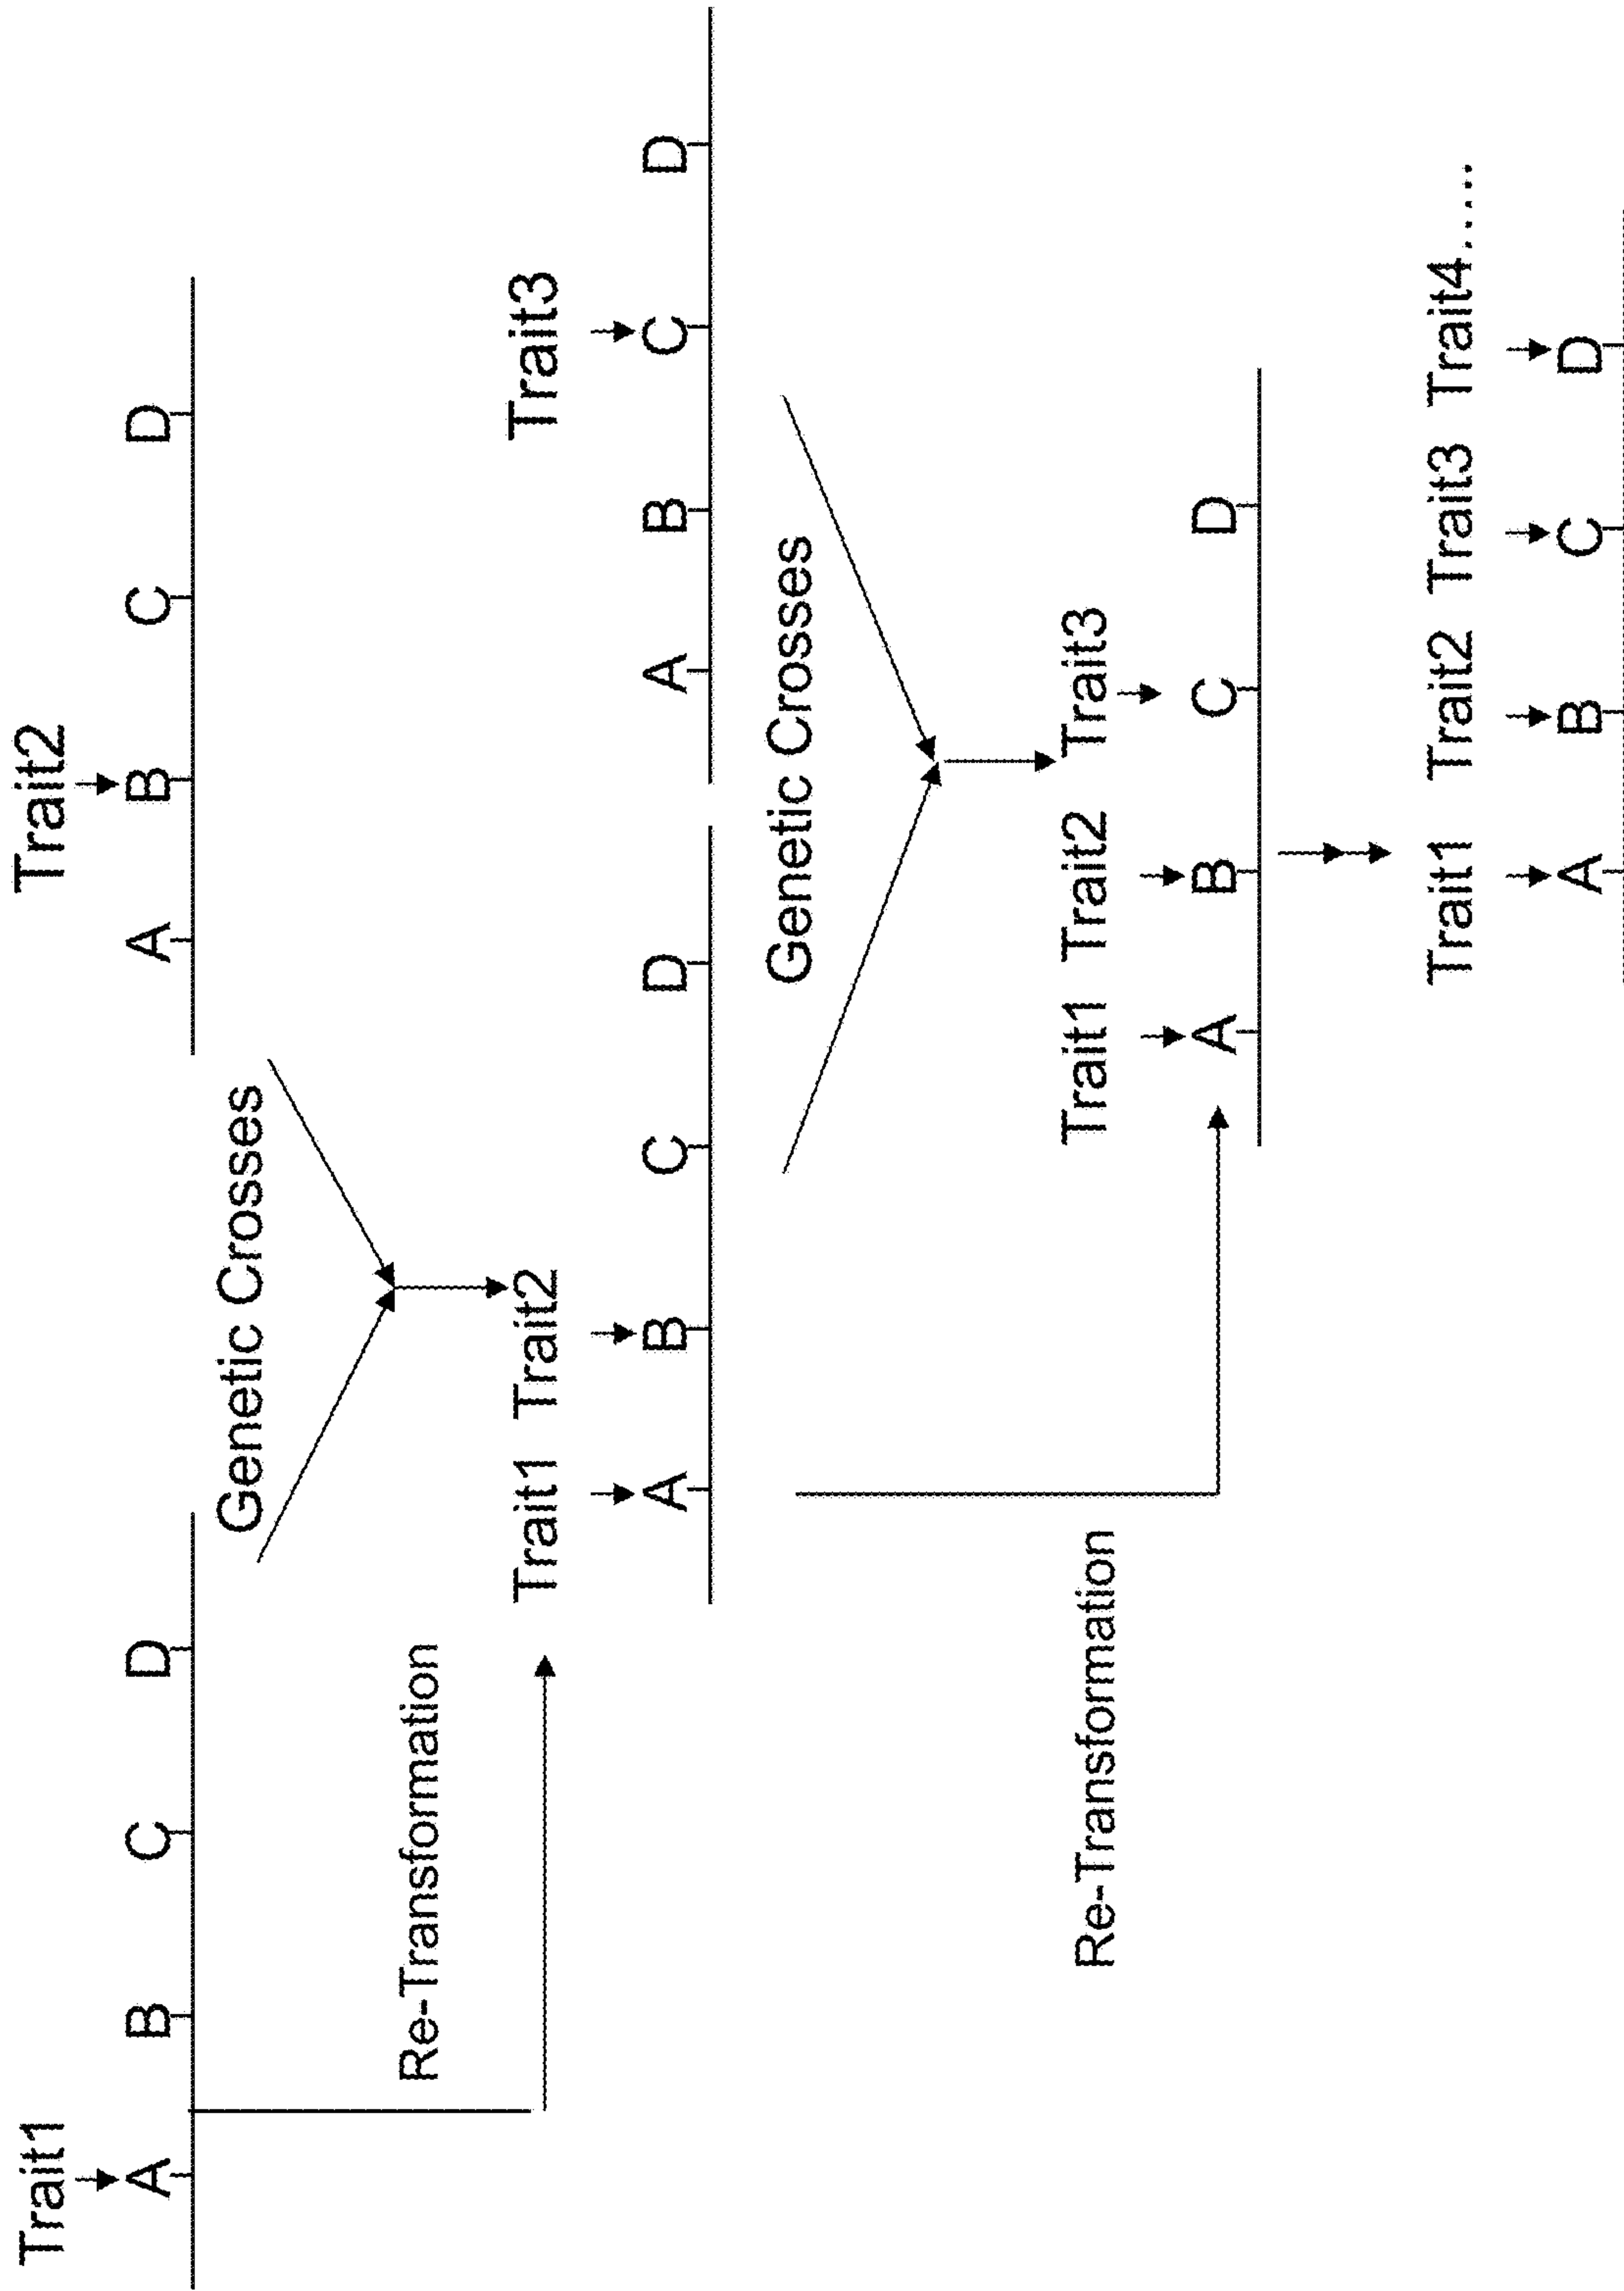 Trait1 Trait2
A B C D A B C D
Genetic Crosses
Re-Transformation
Trait1 Trait2 Trait3
A B C D A B C D
Genetic Crosses
Re-Transformation
Trait1 Trait2 Trait3
A B C D
Trait1 Trait2 Trait3 Trait4.....
A B C D